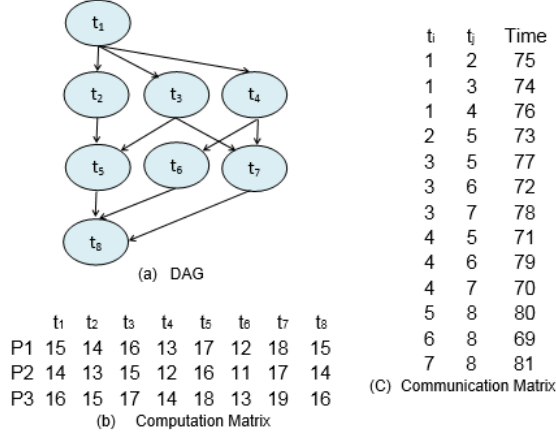 t₁
t₂ t₃ t₄
t₅ t₆ t₇
t₈
(a) DAG
t₁ t₂ t₃ t₄ t₅ t₆ t₇ t₈
P1 15 14 16 13 17 12 18 15
P2 14 13 15 12 16 11 17 14
P3 16 15 17 14 18 13 19 16
(b) Computation Matrix
tᵢ tⱼ Time
1 2 75
1 3 74
1 4 76
2 5 73
3 5 77
3 6 72
3 7 78
4 5 71
4 6 79
4 7 70
5 8 80
6 8 69
7 8 81
(C) Communication Matrix